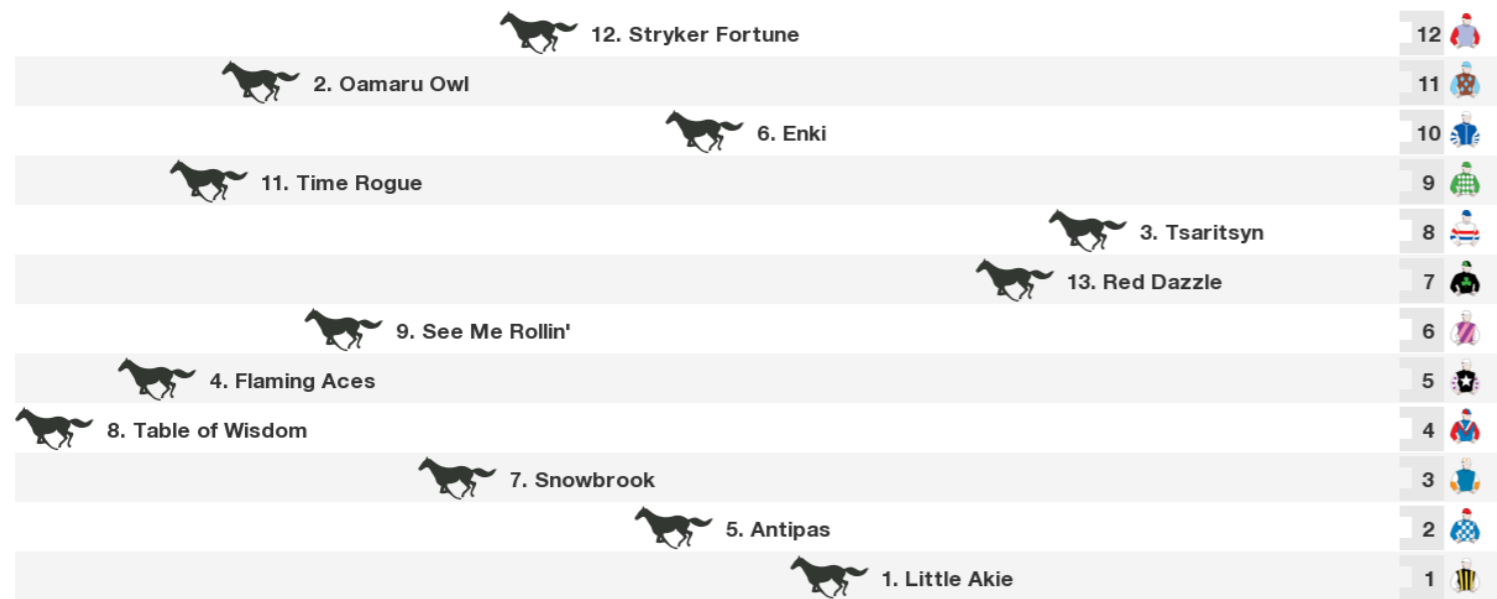 12. Stryker Fortune 12
2. Oamaru Owl 11
6. Enki 10
11. Time Rogue 9
3. Tsaritsyn 8
13. Red Dazzle 7
9. See Me Rollin' 6
4. Flaming Aces 5
8. Table of Wisdom 4
7. Snowbrook 3
5. Antipas 2
1. Little Akie 1